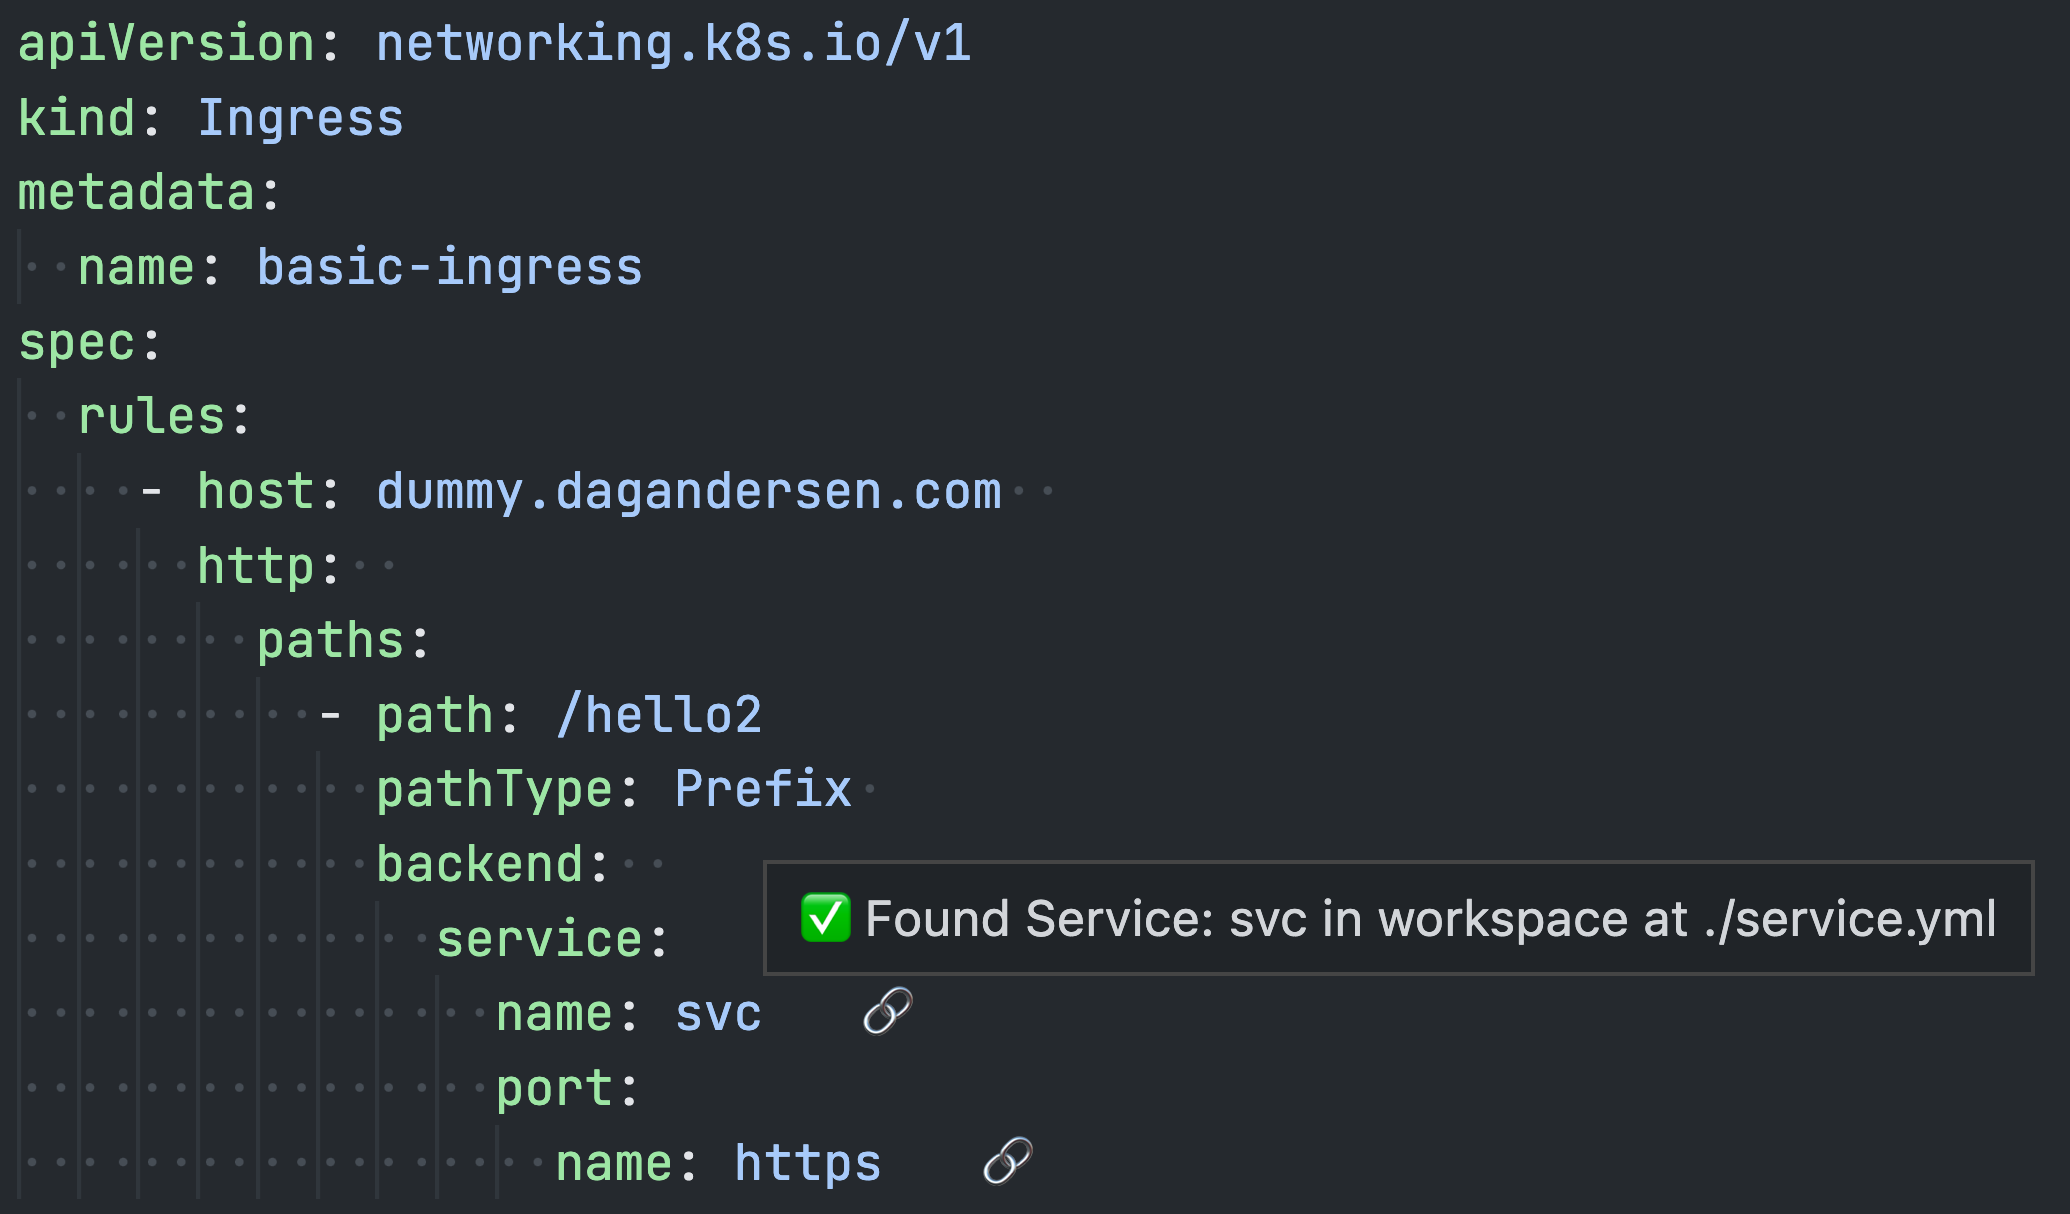 apiVersion: networking.k8s.io/v1
kind: Ingress
metadata:
  name: basic-ingress
spec:
  rules:
    - host: dummy.dagandersen.com
      http:
        paths:
          - path: /hello2
            pathType: Prefix
            backend:
✅ Found Service: svc in workspace at ./service.yml
              service:
                name: svc 🔗
                port:
                  name: https 🔗